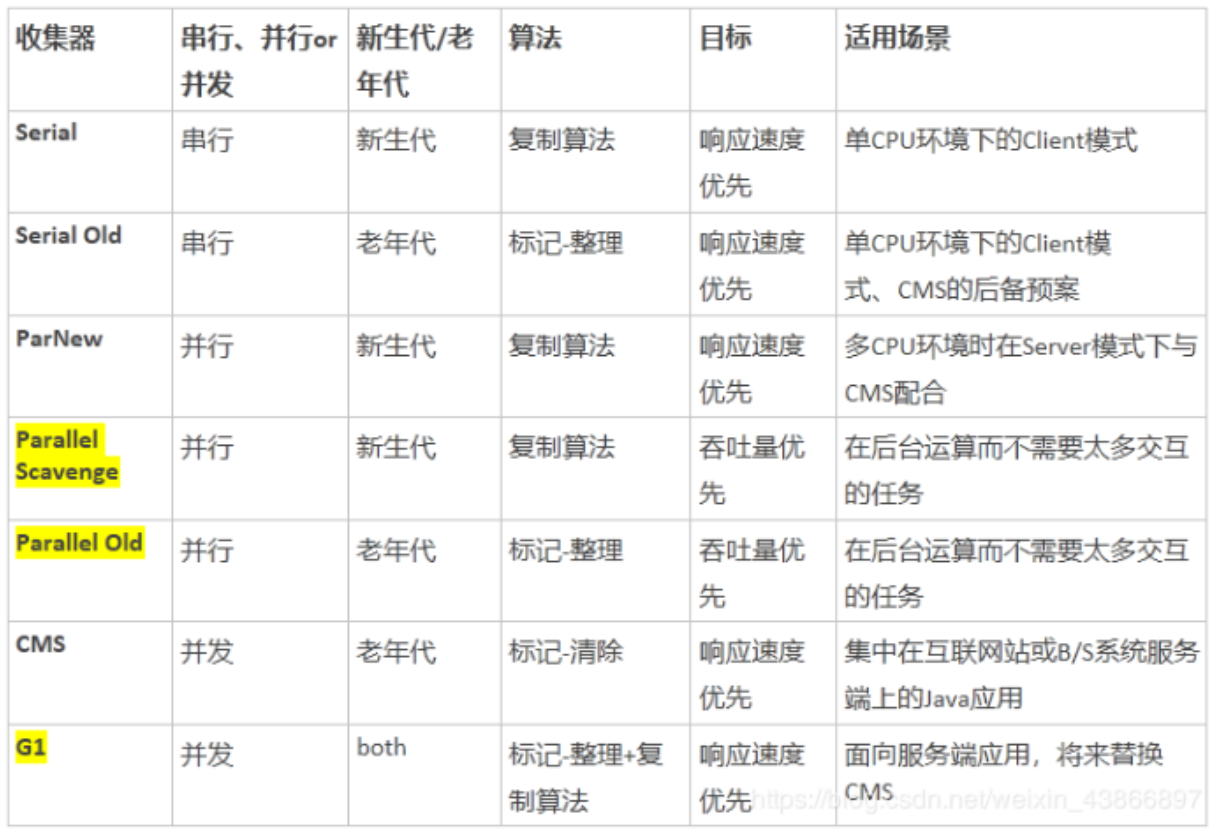 收集器 串行、并行or 新生代/老 算法 目标 适用场景
并发 年代
Serial 串行 新生代 复制算法 响应速度 单CPU环境下的Client模式
优先
Serial Old 串行 老年代 标记-整理 响应速度 单CPU环境下的Client模
优先 式、CMS的后备预案
ParNew 并行 新生代 复制算法 响应速度 多CPU环境时在Server模式下与
优先 CMS配合
Parallel 并行 新生代 复制算法 吞吐量优 在后台运算而不需要太多交互
Scavenge 先 的任务
Parallel Old 并行 老年代 标记-整理 吞吐量优 在后台运算而不需要太多交互
先 的任务
CMS 并发 老年代 标记-清除 响应速度 集中在互联网站或B/S系统服务
优先 端上的Java应用
G1 并发 both 标记-整理+复 响应速度 面向服务端应用，将来替换
制算法 优先 CMS
https://blog.csdn.net/weixin_43866897